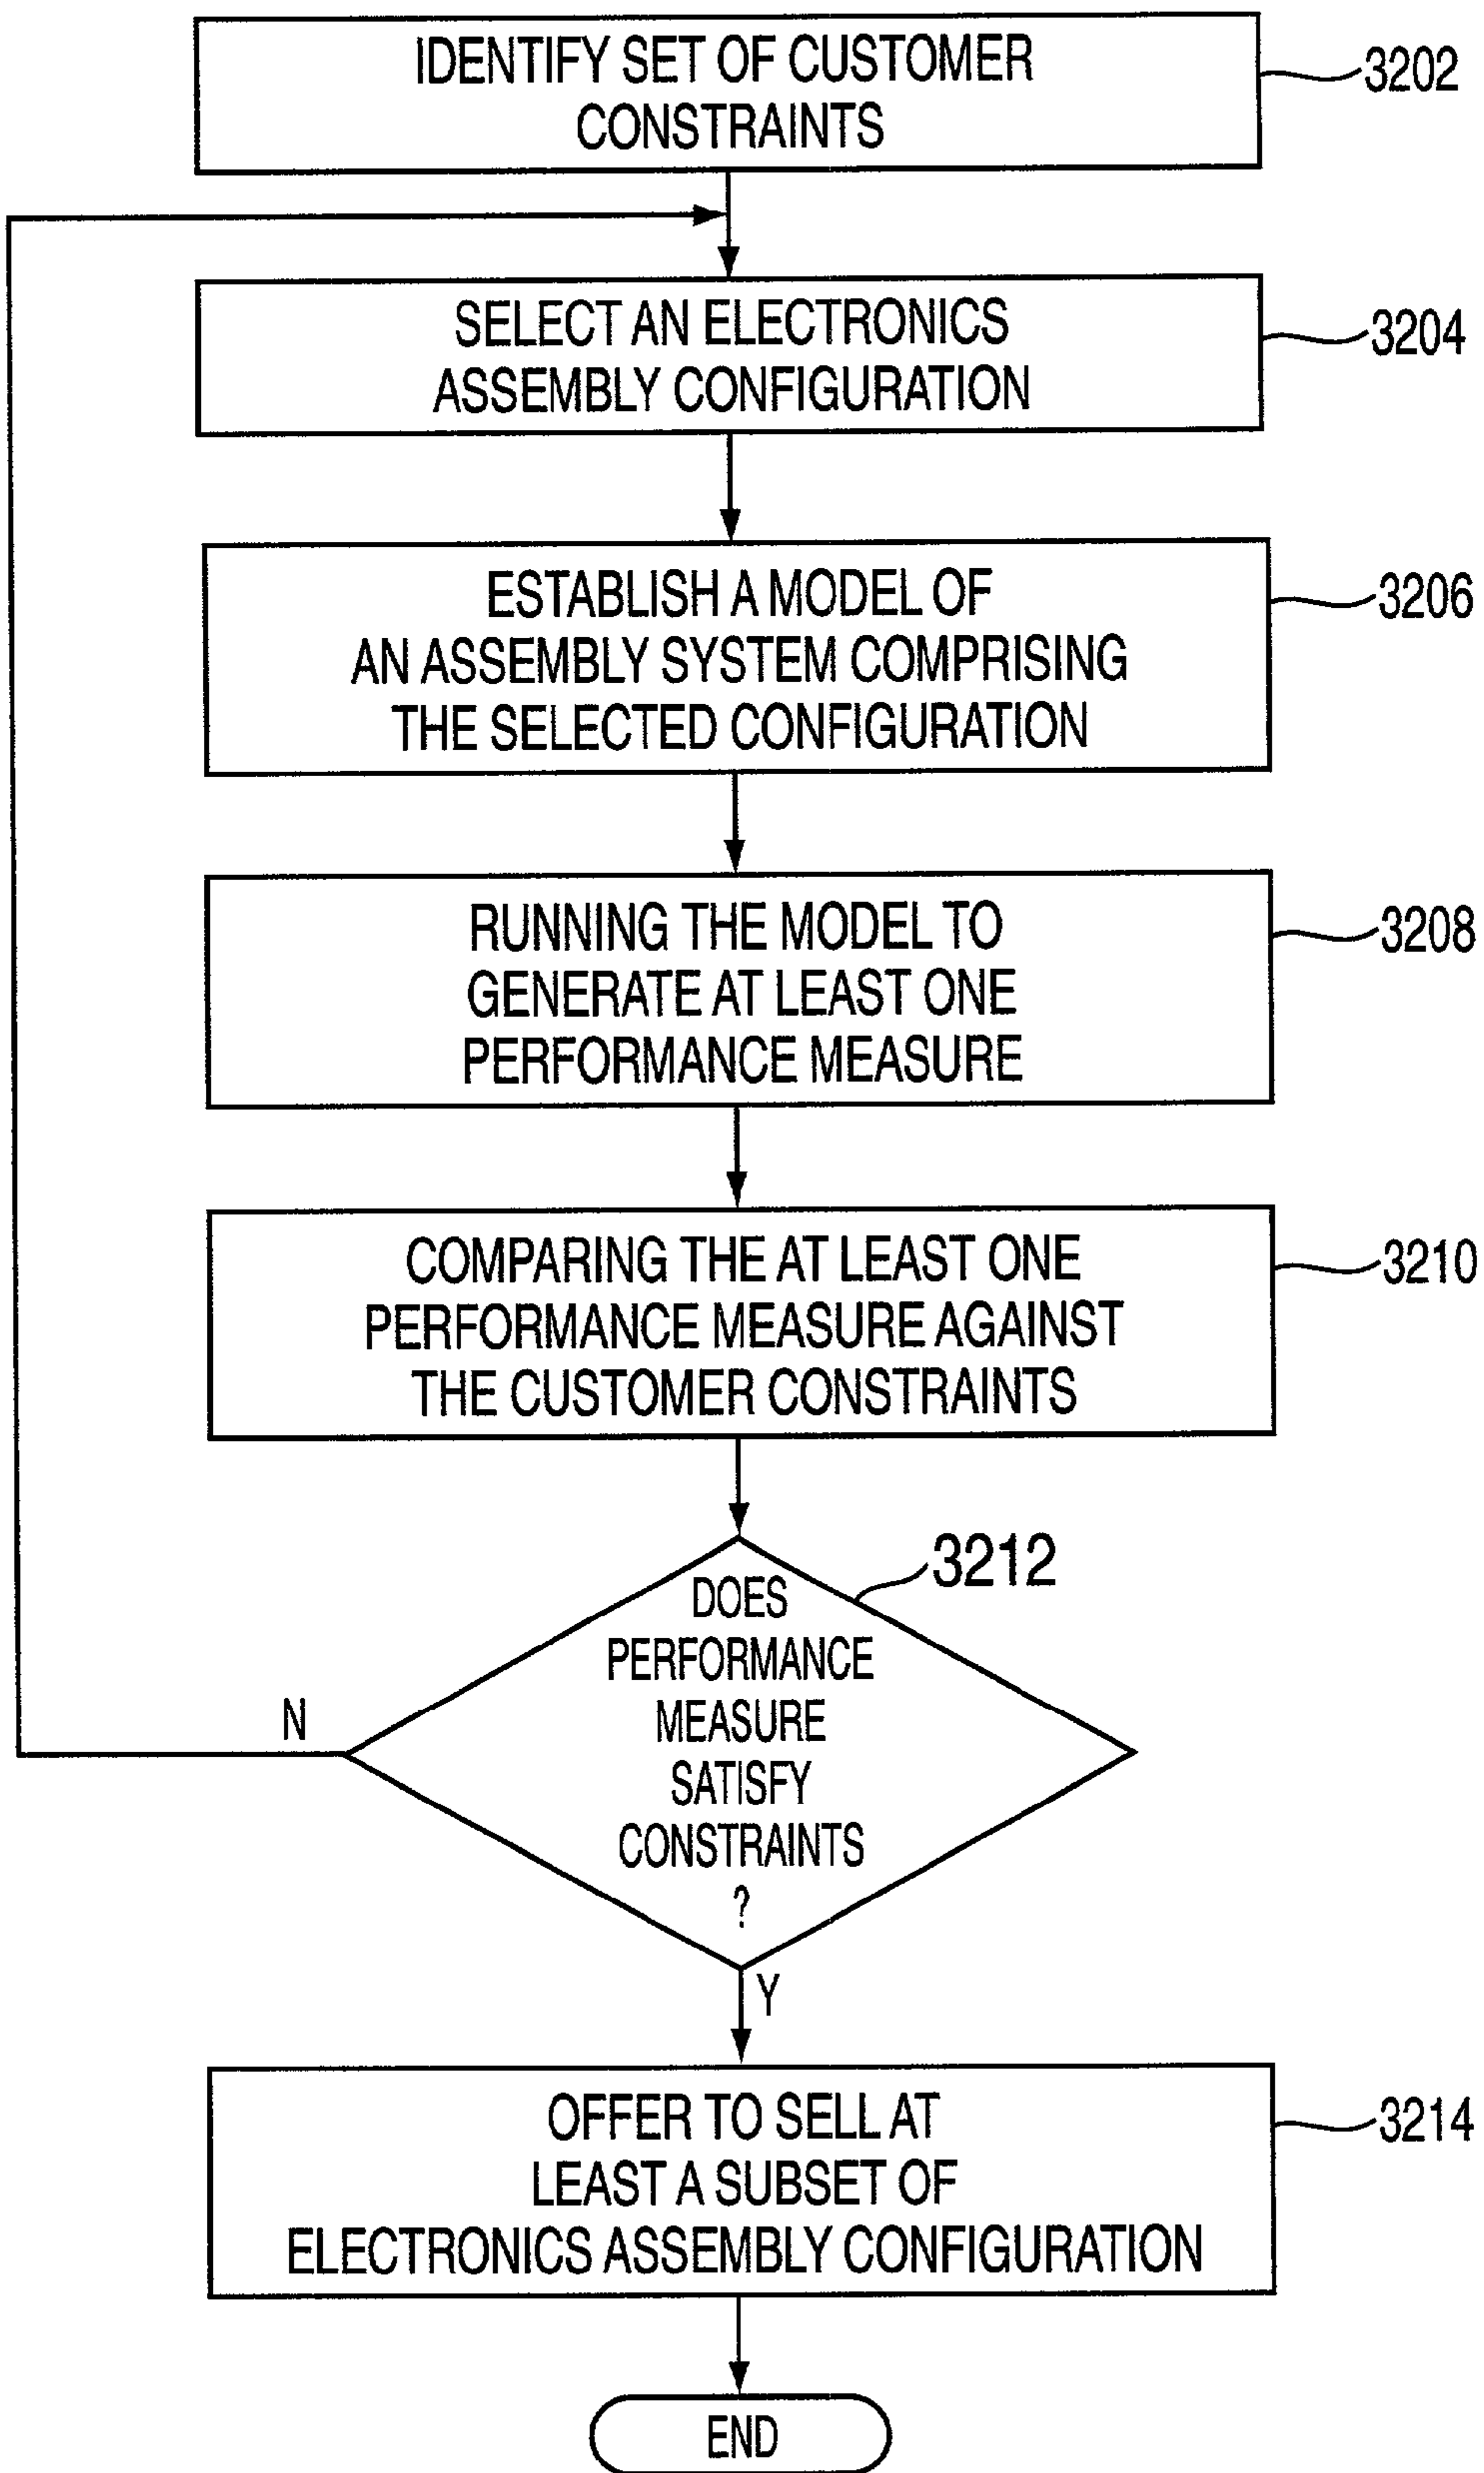 IDENTIFY SET OF CUSTOMER
CONSTRAINTS
3202
SELECT AN ELECTRONICS
ASSEMBLY CONFIGURATION
3204
ESTABLISH A MODEL OF
AN ASSEMBLY SYSTEM COMPRISING
THE SELECTED CONFIGURATION
3206
RUNNING THE MODEL TO
GENERATE AT LEAST ONE
PERFORMANCE MEASURE
3208
COMPARING THE AT LEAST ONE
PERFORMANCE MEASURE AGAINST
THE CUSTOMER CONSTRAINTS
3210
3212
DOES
PERFORMANCE
MEASURE
SATISFY
CONSTRAINTS
?
N
Y
OFFER TO SELL AT
LEAST A SUBSET OF
ELECTRONICS ASSEMBLY CONFIGURATION
3214
END